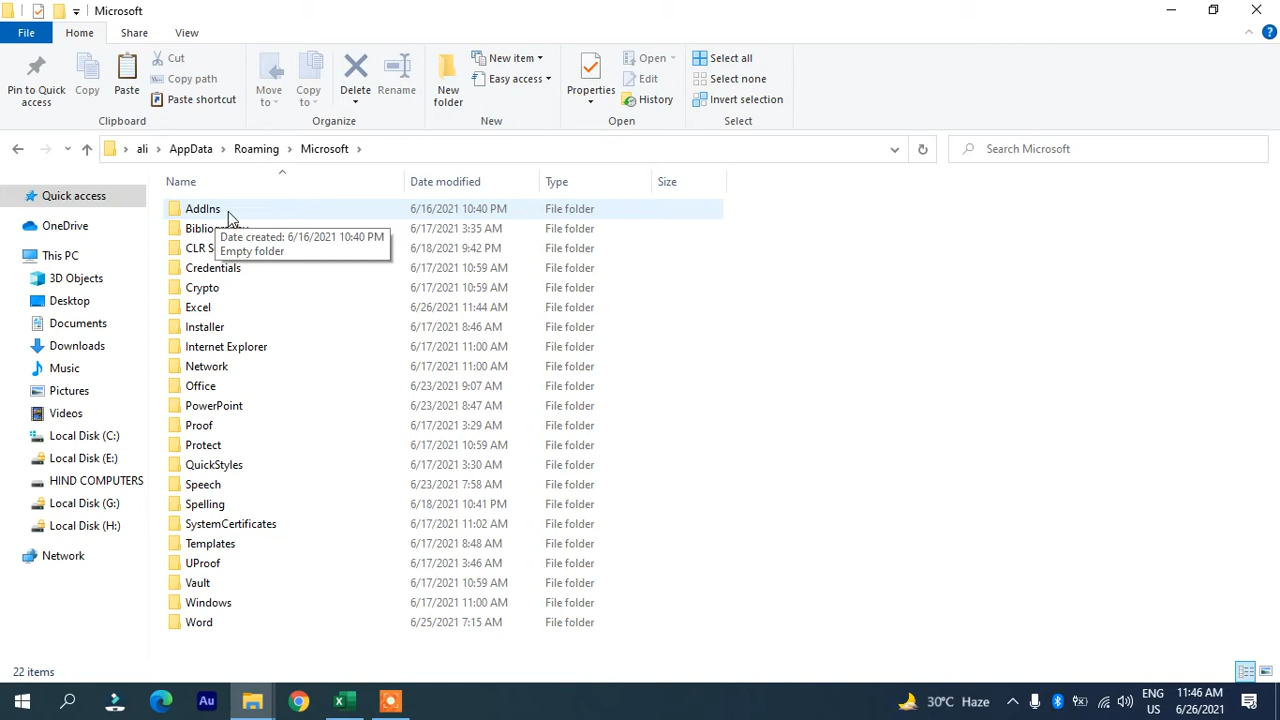 Microsoft
File Home Share View
Pin to Quick access
Copy
Paste
Cut
Copy path
Paste shortcut
Clipboard
Move to
Copy to
Delete
Rename
Organize
New folder
New item
Easy access
New
Properties
Open
Edit
History
Open
Select all
Select none
Invert selection
Select
ali > AppData > Roaming > Microsoft >
Search Microsoft
Name Date modified Type Size
Quick access
OneDrive
This PC
3D Objects
Desktop
Documents
Downloads
Music
Pictures
Videos
Local Disk (C:)
Local Disk (E:)
HIND COMPUTERS
Local Disk (G:)
Local Disk (H:)
Network
AddIns 6/16/2021 10:40 PM File folder
6/17/2021 3:35 AM File folder
CLR 6/18/2021 9:42 PM File folder
Date created: 6/16/2021 10:40 PM
Empty folder
Credentials 6/17/2021 10:59 AM File folder
Crypto 6/17/2021 10:59 AM File folder
Excel 6/26/2021 11:44 AM File folder
Installer 6/17/2021 8:46 AM File folder
Internet Explorer 6/17/2021 11:00 AM File folder
Network 6/17/2021 11:00 AM File folder
Office 6/23/2021 9:07 AM File folder
PowerPoint 6/23/2021 8:47 AM File folder
Proof 6/17/2021 3:29 AM File folder
Protect 6/17/2021 10:59 AM File folder
QuickStyles 6/17/2021 3:30 AM File folder
Speech 6/23/2021 7:58 AM File folder
Spelling 6/18/2021 10:41 PM File folder
SystemCertificates 6/17/2021 11:02 AM File folder
Templates 6/17/2021 8:48 AM File folder
UProof 6/17/2021 3:46 AM File folder
Vault 6/17/2021 10:59 AM File folder
Windows 6/17/2021 11:00 AM File folder
Word 6/25/2021 7:15 AM File folder
22 items
Au
30°C Haze
ENG
US
11:46 AM
6/26/2021